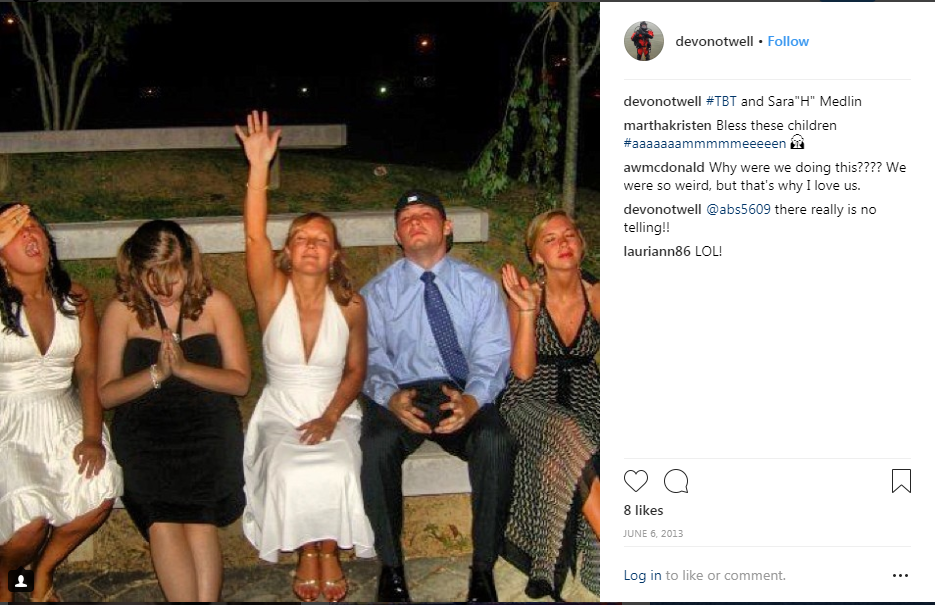 devonotwell • Follow
devonotwell #TBT and Sara"H" Medlin
marthakristen Bless these children
#aaaaaaammmmmeeeeen
awmcdonald Why were we doing this???? We
were so weird, but that's why I love us.
devonotwell @abs5609 there really is no
telling!!
lauriann86 LOL!
8 likes
JUNE 6, 2013
Log in to like or comment.